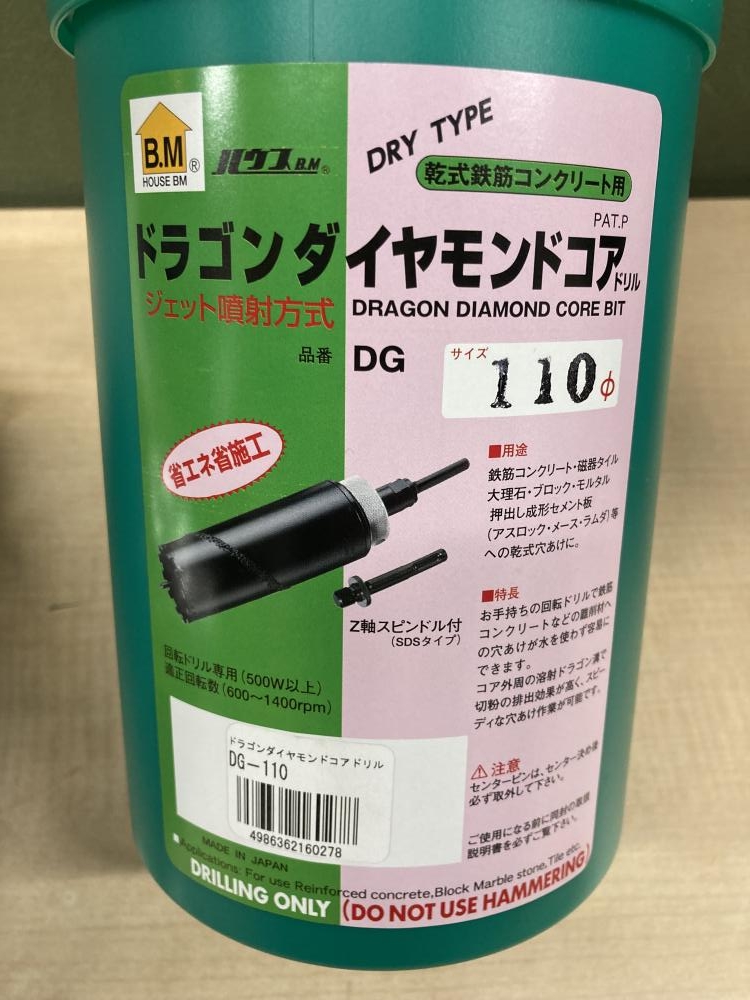 B.M®
HOUSE BM
ハウスB.M®
DRY TYPE
乾式鉄筋コンクリート用
PAT.P
ドラゴンダイヤモンドコアドリル
ジェット噴射方式
DRAGON DIAMOND CORE BIT
品番 DG
サイズ
110φ
省エネ省施工
■用途
鉄筋コンクリート・磁器タイル
大理石・ブロック・モルタル
押出し成形セメント板
(アスロック・メース・ラムダ)等
への乾式穴あけに。
Z軸スピンドル付
(SDSタイプ)
■特長
お手持ちの回転ドリルで鉄筋
コンクリートなどの難削材へ
の穴あけが水を使わず容易に
できます。
コア外周の溶射ドラゴン溝で
切粉の排出効果が高く、スピー
ディな穴あけ作業が可能です。
回転ドリル専用(500W以上)
適正回転数(600〜1400rpm)
ドラゴンダイヤモンドコアドリル
DG-110
4986362160278
⚠注意
センターピンは、センター決め後
必ず取外して下さい。
ご使用になる前に同封の取扱
説明書を必ずご覧下さい。
MADE IN JAPAN
■Applications: For use Reinforced concrete,Block Marble stone,Tile etc.
DRILLING ONLY (DO NOT USE HAMMERING)